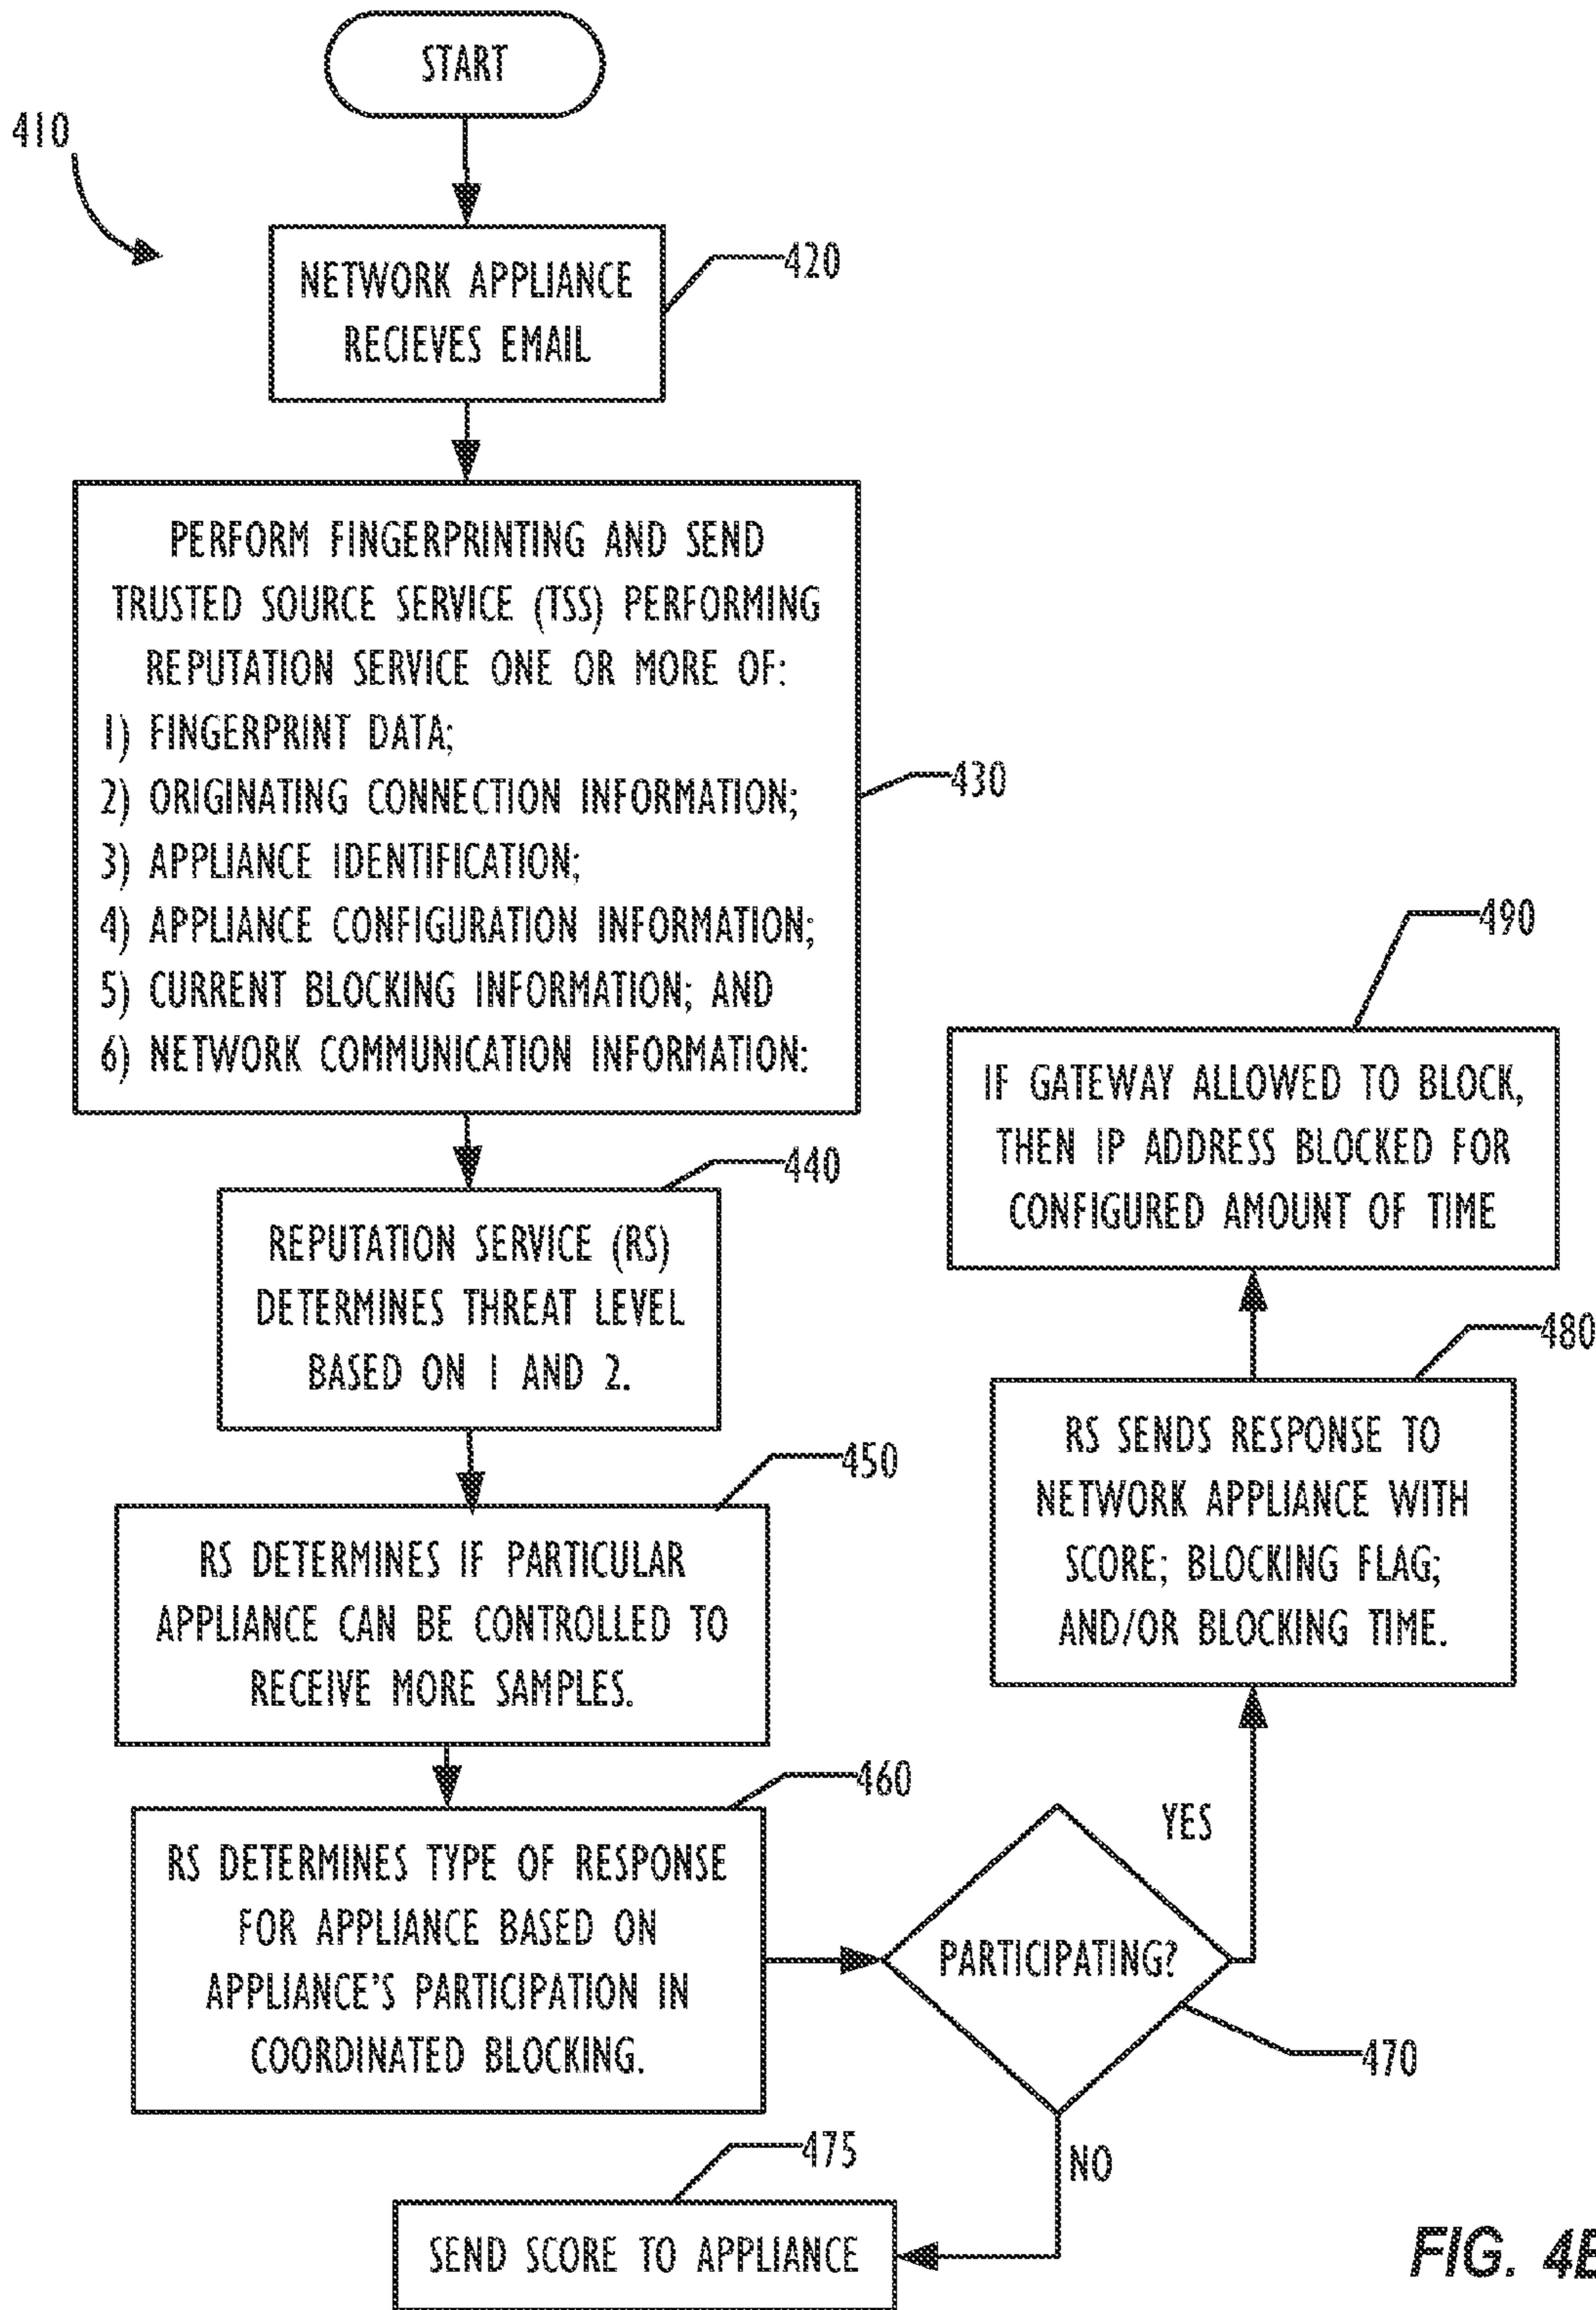 START
410
NETWORK APPLIANCE
RECIEVES EMAIL
420
PERFORM FINGERPRINTING AND SEND
TRUSTED SOURCE SERVICE (TSS) PERFORMING
REPUTATION SERVICE ONE OR MORE OF:
1) FINGERPRINT DATA;
2) ORIGINATING CONNECTION INFORMATION;
3) APPLIANCE IDENTIFICATION;
4) APPLIANCE CONFIGURATION INFORMATION;
5) CURRENT BLOCKING INFORMATION; AND
6) NETWORK COMMUNICATION INFORMATION:
430
REPUTATION SERVICE (RS)
DETERMINES THREAT LEVEL
BASED ON 1 AND 2.
440
RS DETERMINES IF PARTICULAR
APPLIANCE CAN BE CONTROLLED TO
RECEIVE MORE SAMPLES.
450
RS DETERMINES TYPE OF RESPONSE
FOR APPLIANCE BASED ON
APPLIANCE'S PARTICIPATION IN
COORDINATED BLOCKING.
460
PARTICIPATING?
470
YES
NO
SEND SCORE TO APPLIANCE
475
RS SENDS RESPONSE TO
NETWORK APPLIANCE WITH
SCORE; BLOCKING FLAG;
AND/OR BLOCKING TIME.
480
IF GATEWAY ALLOWED TO BLOCK,
THEN IP ADDRESS BLOCKED FOR
CONFIGURED AMOUNT OF TIME
490
FIG. 4B